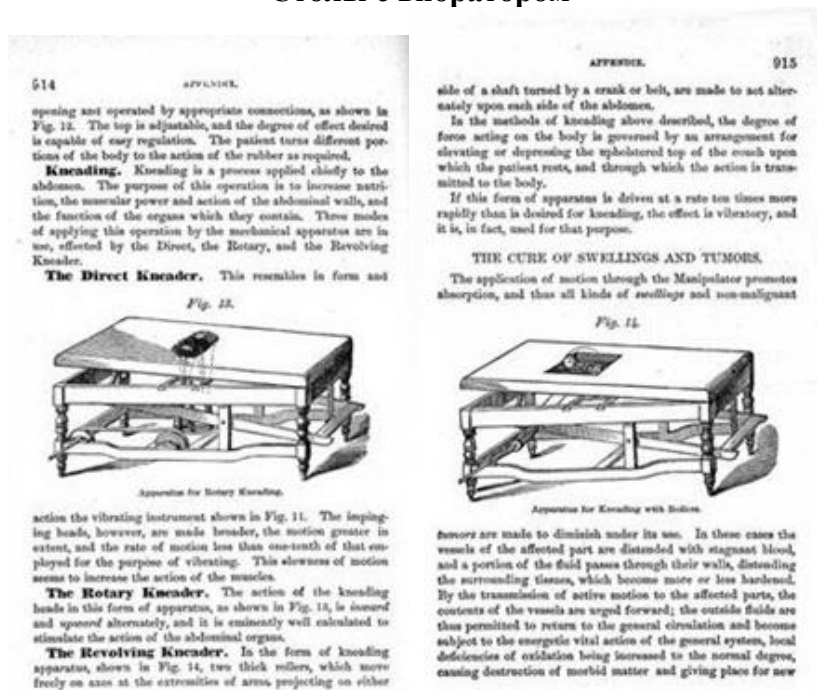 Столы с вибратором
514
APPENDIX.
opening and operated by appropriate connections, as shown in
Fig. 12. The top is adjustable, and the degree of effect desired
is capable of easy regulation. The patient turns different por-
tions of the body to the action of the rubber as required.
Kneading. Kneading is a process applied chiefly to the
abdomen. The purpose of this operation is to increase nutri-
tion, the muscular power and action of the abdominal walls, and
the function of the organs which they contain. Three modes
of applying this operation by the mechanical apparatus are in
use, effected by the Direct, the Rotary, and the Revolving
Kneader.
The Direct Kneader. This resembles in form and
Fig. 13.
Apparatus for Rotary Kneading.
action the vibrating instrument shown in Fig. 11. The imping-
ing heads, however, are made broader, the motion greater in
extent, and the rate of motion less than one-tenth of that em-
ployed for the purpose of vibrating. This slowness of motion
seems to increase the action of the muscles.
The Rotary Kneader. The action of the kneading
heads in this form of apparatus, as shown in Fig. 13, is inward
and upward alternately, and it is eminently well calculated to
stimulate the action of the abdominal organs.
The Revolving Kneader. In the form of kneading
apparatus, shown in Fig. 14, two thick rollers, which move
freely on axes at the extremities of arms, projecting on either
APPENDIX.
915
side of a shaft turned by a crank or belt, are made to act alter-
nately upon each side of the abdomen.
In the methods of kneading above described, the degree of
force acting on the body is governed by an arrangement for
elevating or depressing the upholstered top of the couch upon
which the patient rests, and through which the action is trans-
mitted to the body.
If this form of apparatus is driven at a rate ten times more
rapidly than is desired for kneading, the effect is vibratory, and
it is, in fact, used for that purpose.
THE CURE OF SWELLINGS AND TUMORS.
The application of motion through the Manipulator promotes
absorption, and thus all kinds of swellings and non-malignant
Fig. 14.
Apparatus for Kneading with Rollers.
tumors are made to diminish under its use. In these cases the
vessels of the affected part are distended with stagnant blood,
and a portion of the fluid passes through their walls, distending
the surrounding tissues, which become more or less hardened.
By the transmission of active motion to the affected parts, the
contents of the vessels are urged forward; the outside fluids are
thus permitted to return to the general circulation and become
subject to the energetic vital action of the general system, local
deficiencies of oxidation being increased to the normal degree,
causing destruction of morbid matter and giving place for new